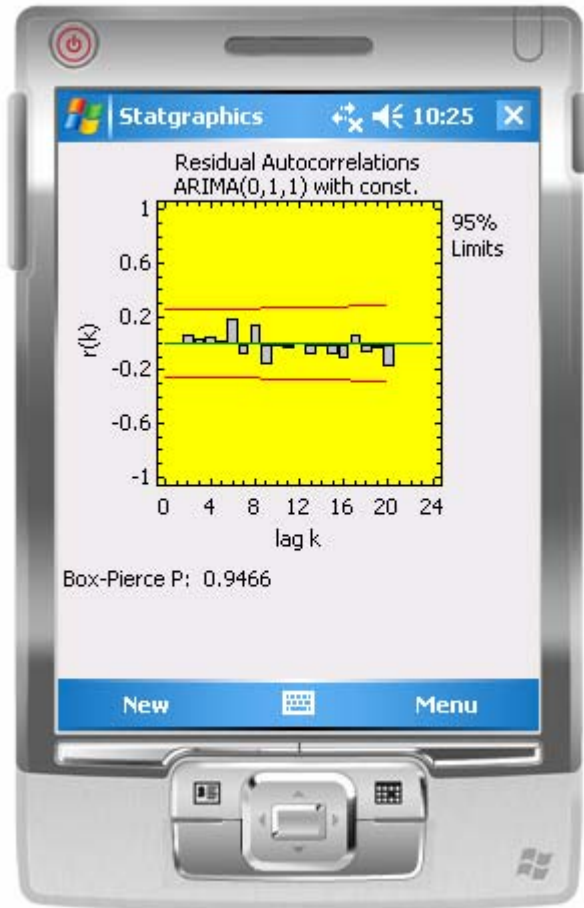 Statgraphics 10:25
Residual Autocorrelations
ARIMA(0,1,1) with const.
95%
Limits
1
0.6
0.2
-0.2
-0.6
-1
r(k)
0 4 8 12 16 20 24
lag k
Box-Pierce P: 0.9466
New Menu